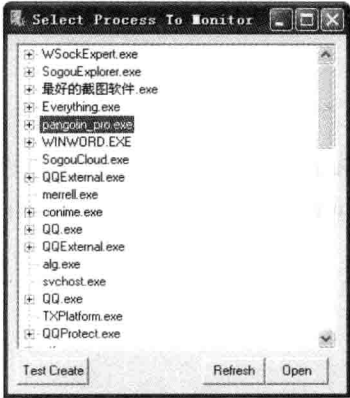 Select Process To Monitor
WSockExpert.exe
SogouExplorer.exe
最好的截图软件.exe
Everything.exe
pangolin_pro.exe
WINWORD.EXE
SogouCloud.exe
QQExternal.exe
merrell.exe
conime.exe
QQ.exe
QQExternal.exe
alg.exe
svchost.exe
QQ.exe
TXPlatform.exe
QQProtect.exe
Test Create Refresh Open